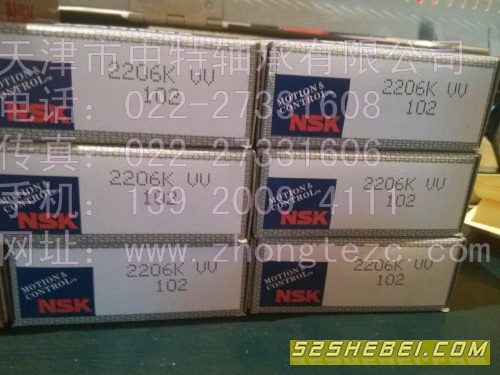 NSK
天津市中特轴承有限公司
电话：022-27331608
传真：022-27331606
手机：
网址：www.zhongtezc.com
MOTION & CONTROL
NSK
2206K VV
102
MOTION & CONTROL
NSK
2206K VV
102
MOTION & CONTROL
NSK
2206K VV
102
MOTION & CONTROL
NSK
2206K VV
102
MOTION & CONTROL
NSK
2206K VV
102
MOTION & CONTROL
NSK
2206K VV
102
52SHEBEI.COM